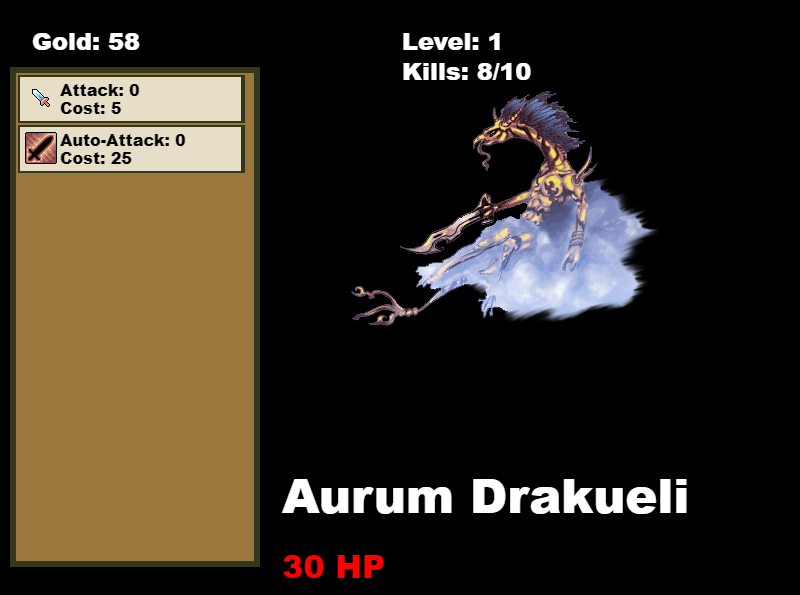 Gold: 58
Level: 1
Kills: 8/10
Attack: 0
Cost: 5
Auto-Attack: 0
Cost: 25
Aurum Drakueli
30 HP